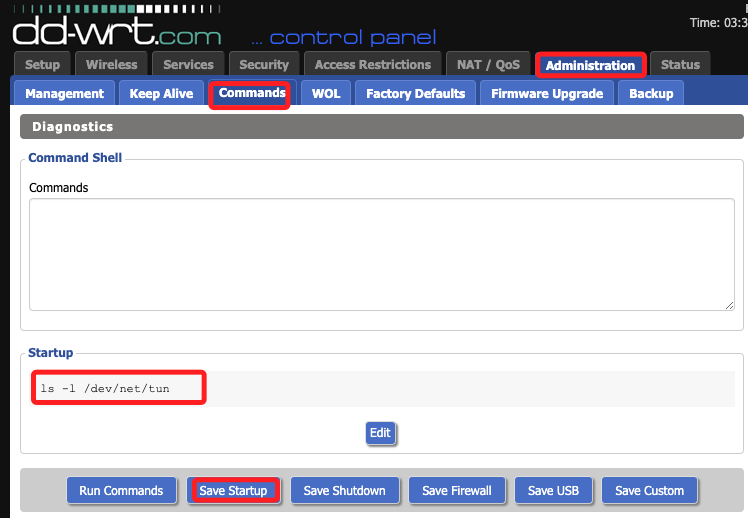 dd-wrt.com ... control panel
Time: 03:3
Setup Wireless Services Security Access Restrictions NAT / QoS Administration Status
Management Keep Alive Commands WOL Factory Defaults Firmware Upgrade Backup
Diagnostics
Command Shell
Commands
Startup
ls -l /dev/net/tun
Edit
Run Commands Save Startup Save Shutdown Save Firewall Save USB Save Custom